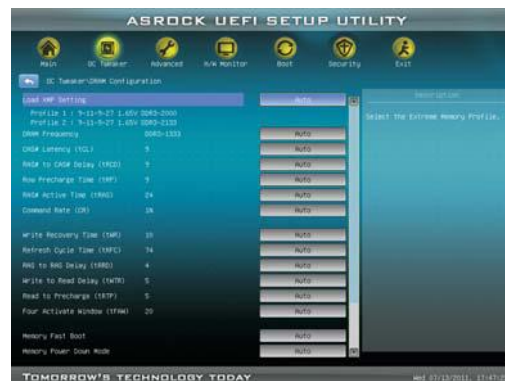 ASROCK UEFI SETUP UTILITY
Main OC Tweaker Advanced H/W Monitor Boot Security Exit
OC Tweaker\DRAM Configuration
Load XMP Setting Auto
Description
Profile 1 : 9-11-9-27 1.65V DDR3-2000
Profile 2 : 9-11-9-27 1.65V DDR3-2133
Select the Extreme Memory Profile.
DRAM Frequency DDR3-1333 Auto
CAS# Latency (tCL) 9 Auto
RAS# to CAS# Delay (tRCD) 9 Auto
Row Precharge Time (tRP) 9 Auto
RAS# Active Time (tRAS) 24 Auto
Command Rate (CR) 1N Auto
Write Recovery Time (tWR) 10 Auto
Refresh Cycle Time (tRFC) 74 Auto
RAS to RAS Delay (tRRD) 4 Auto
Write to Read Delay (tWTR) 5 Auto
Read to Precharge (tRTP) 5 Auto
Four Activate Window (tFAW) 20 Auto
Memory Fast Boot Auto
Memory Power Down Mode Auto
TOMORROW'S TECHNOLOGY TODAY
Wed 07/13/2011,